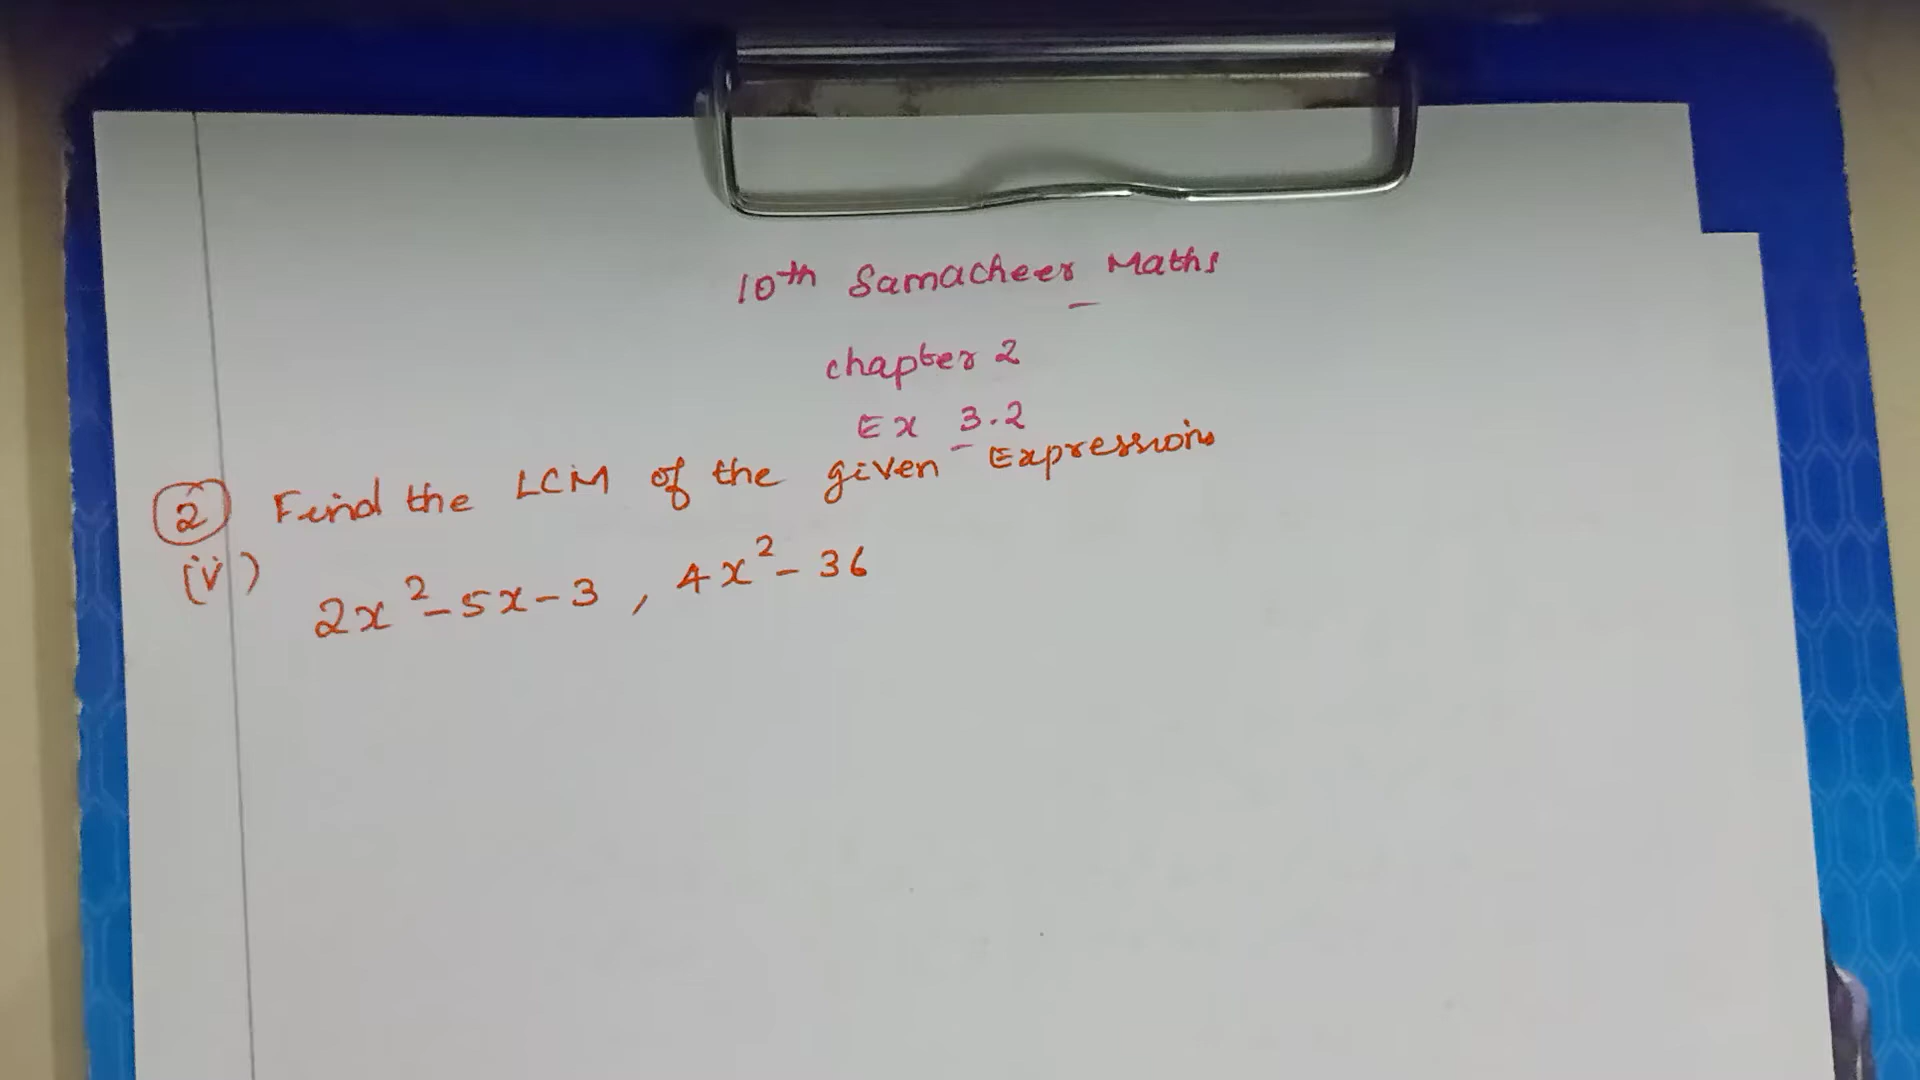 10th Samacheer Maths
chapter 2
Ex 3.2
② Find the LCM of the given Expressions
(v) 2x²-5x-3, 4x²-36